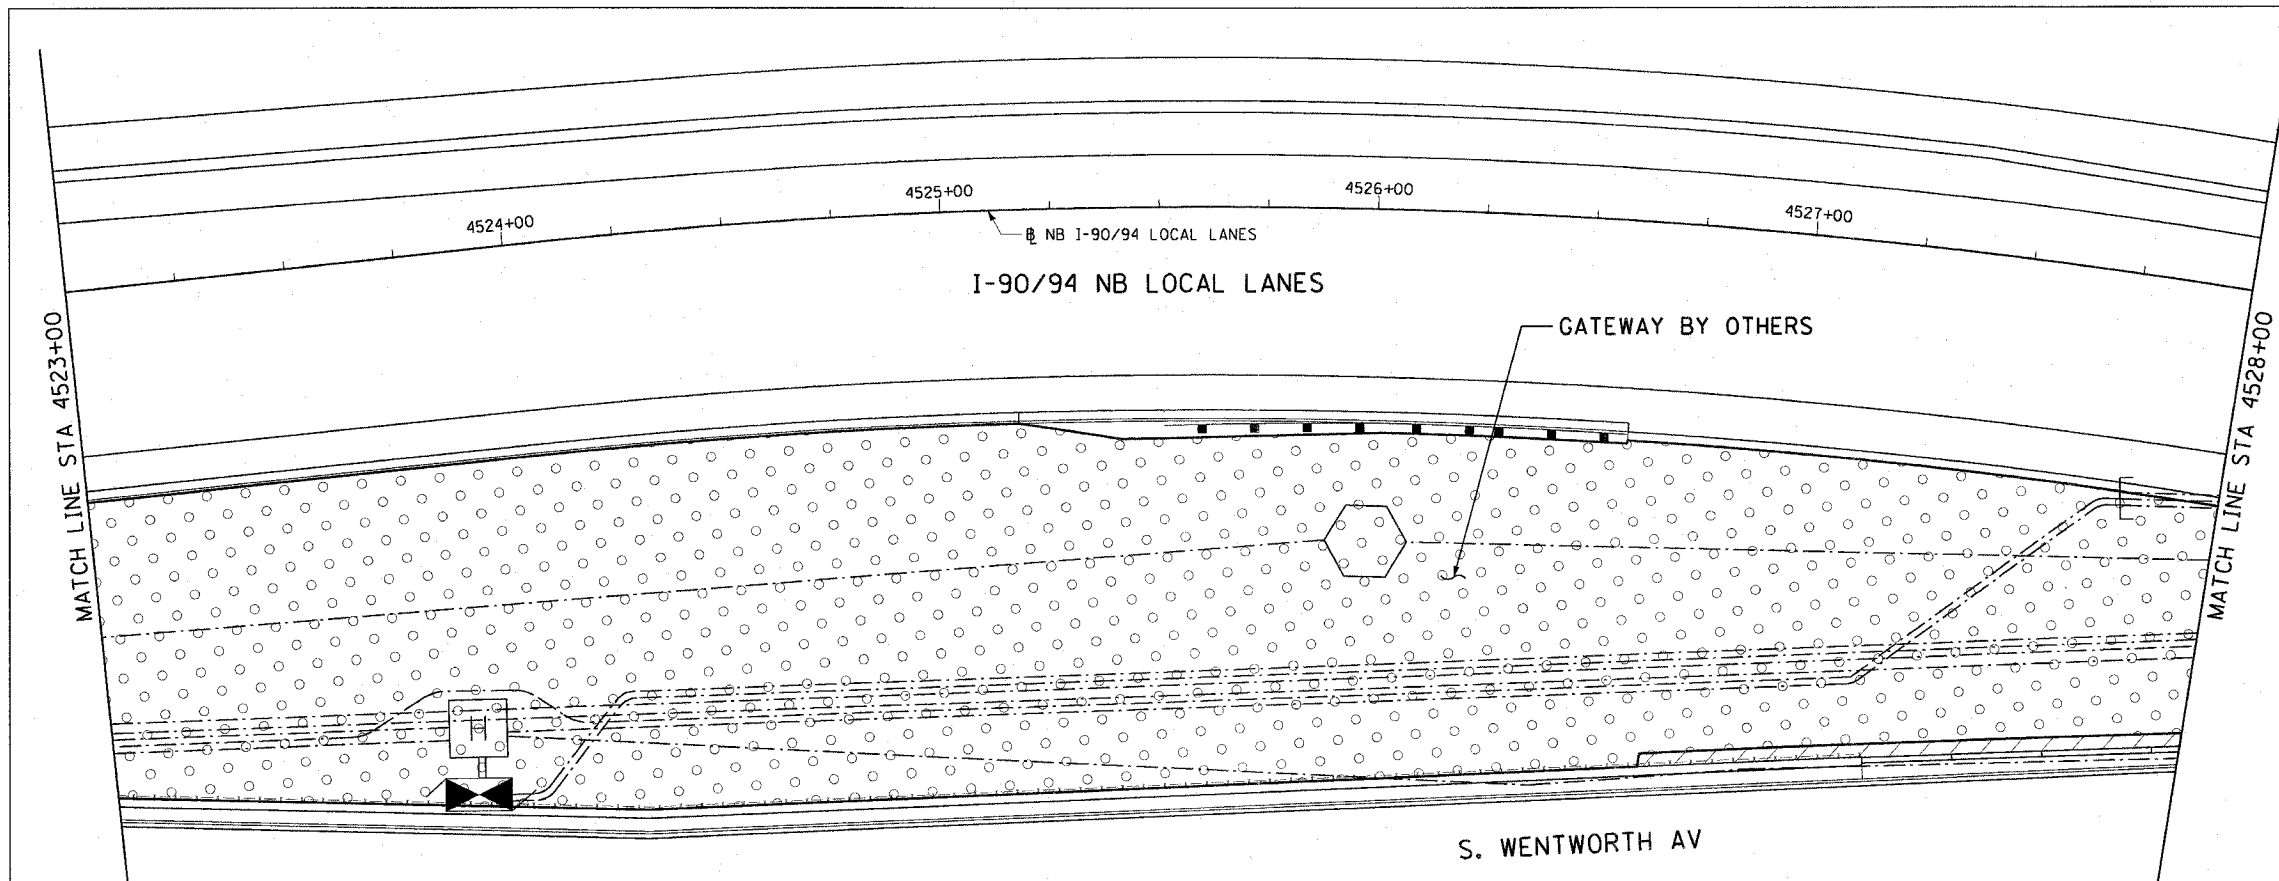 4524+00
4525+00
4526+00
4527+00
℄ NB I-90/94 LOCAL LANES
I-90/94 NB LOCAL LANES
GATEWAY BY OTHERS
MATCH LINE STA 4523+00
MATCH LINE STA 4528+00
S. WENTWORTH AV